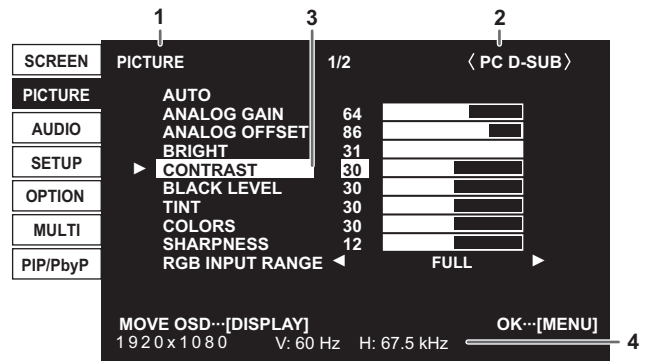 1 3 2
SCREEN
PICTURE
AUDIO
SETUP
OPTION
MULTI
PIP/PbyP
PICTURE 1/2 〈 PC D-SUB〉
AUTO
ANALOG GAIN 64
ANALOG OFFSET 86
BRIGHT 31
▶ CONTRAST 30
BLACK LEVEL 30
TINT 30
COLORS 30
SHARPNESS 12
RGB INPUT RANGE ◀ FULL ▶
MOVE OSD···[DISPLAY] OK···[MENU]
1920x1080 V: 60 Hz H: 67.5 kHz 4